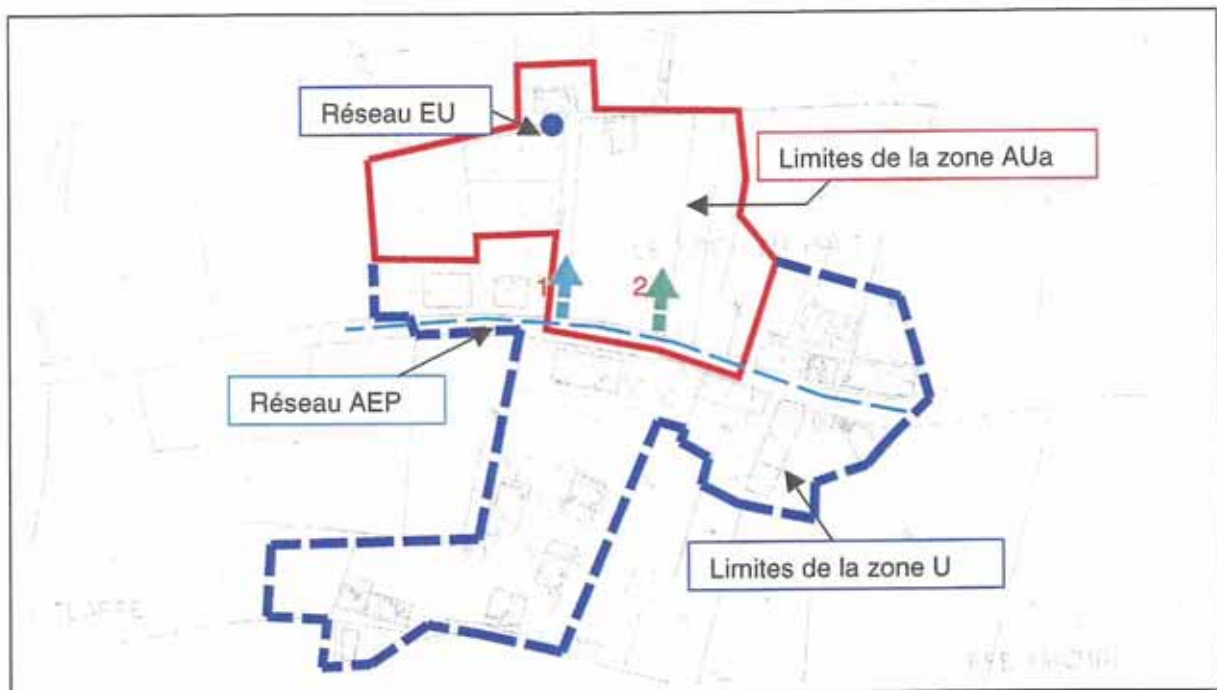 Réseau EU
Limites de la zone AUa
1
2
Réseau AEP
Limites de la zone U